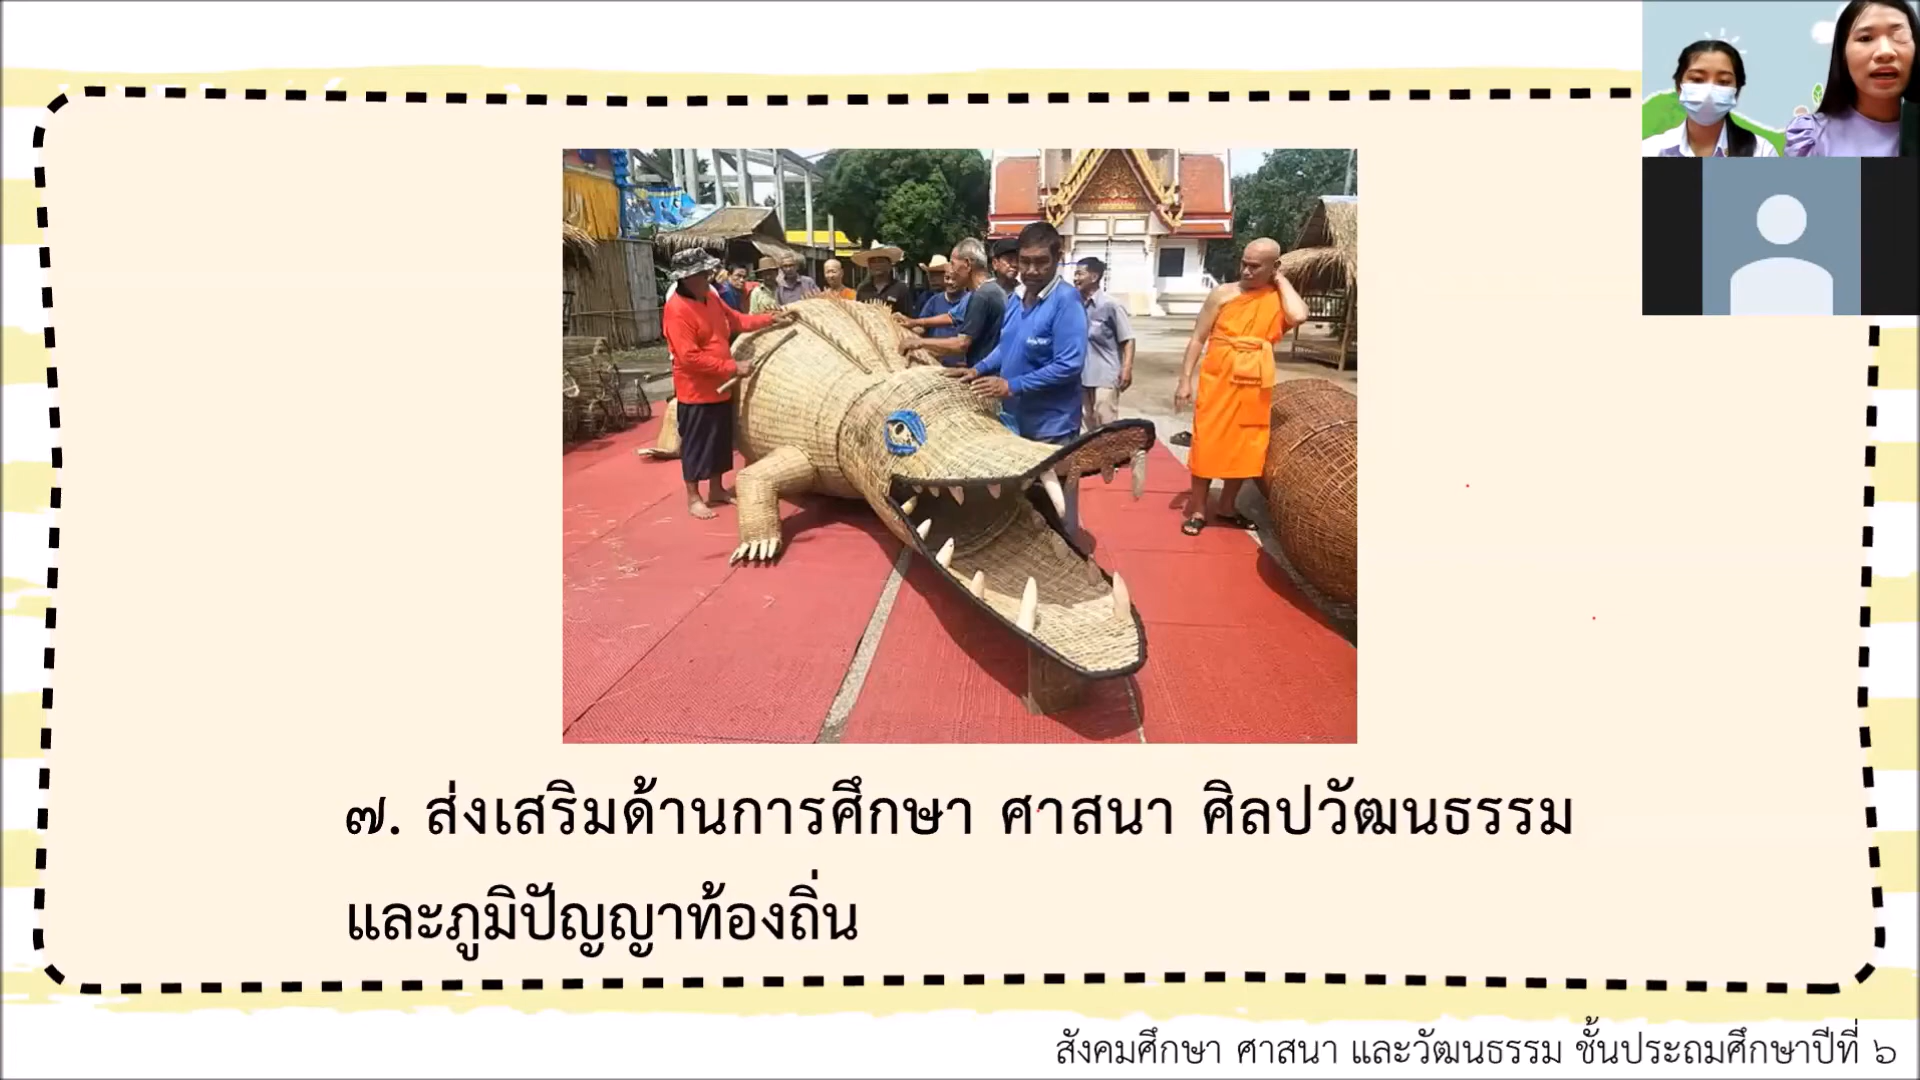 ๗. ส่งเสริมด้านการศึกษา ศาสนา ศิลปวัฒนธรรม
และภูมิปัญญาท้องถิ่น
สังคมศึกษา ศาสนา และวัฒนธรรม ชั้นประถมศึกษาปีที่ ๖